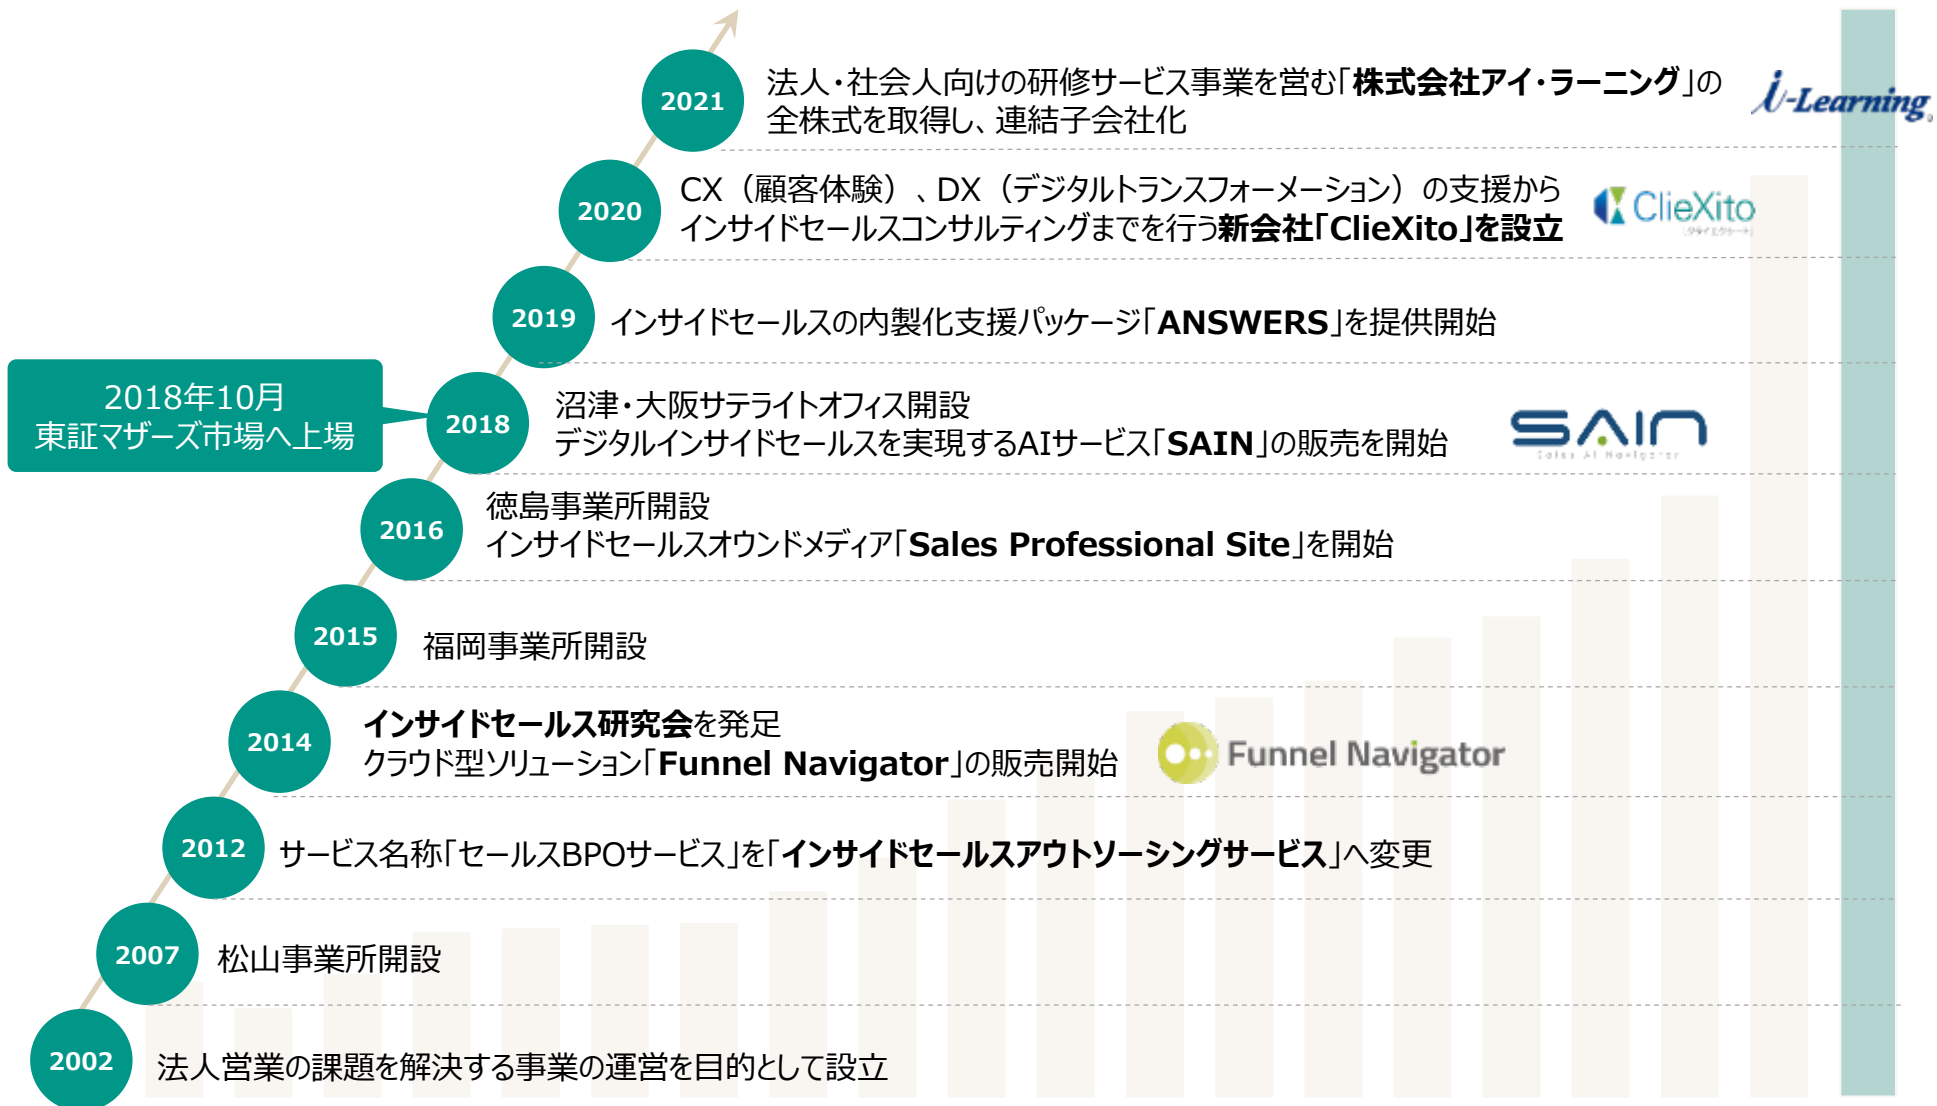 2021
法人・社会人向けの研修サービス事業を営む「株式会社アイ・ラーニング」の
全株式を取得し、連結子会社化
i-Learning®
2020
CX（顧客体験）、DX（デジタルトランスフォーメーション）の支援から
インサイドセールスコンサルティングまでを行う新会社「ClieXito」を設立
ClieXito
2019
インサイドセールスの内製化支援パッケージ「ANSWERS」を提供開始
2018年10月
東証マザーズ市場へ上場
2018
沼津・大阪サテライトオフィス開設
デジタルインサイドセールスを実現するAIサービス「SAIN」の販売を開始
SAIN
Sales AI Navigator
2016
徳島事業所開設
インサイドセールスオウンドメディア「Sales Professional Site」を開始
2015
福岡事業所開設
2014
インサイドセールス研究会を発足
クラウド型ソリューション「Funnel Navigator」の販売開始
Funnel Navigator
2012
サービス名称「セールスBPOサービス」を「インサイドセールスアウトソーシングサービス」へ変更
2007
松山事業所開設
2002
法人営業の課題を解決する事業の運営を目的として設立